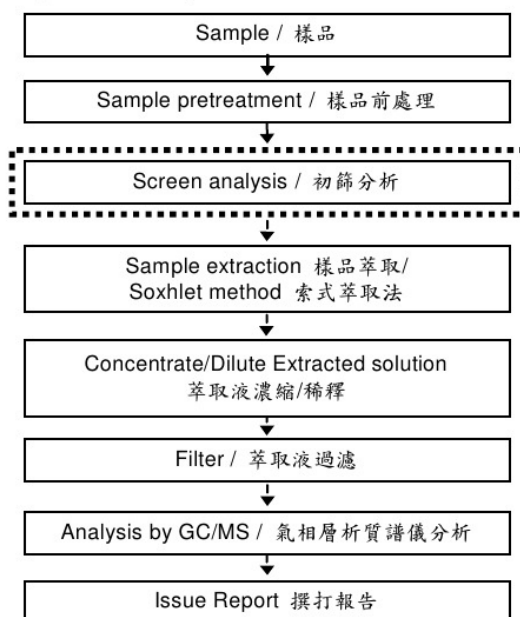 Sample / 樣品
Sample pretreatment / 樣品前處理
Screen analysis / 初篩分析
Sample extraction 樣品萃取/
Soxhlet method 索式萃取法
Concentrate/Dilute Extracted solution
萃取液濃縮/稀釋
Filter / 萃取液過濾
Analysis by GC/MS / 氣相層析質譜儀分析
Issue Report 撰打報告